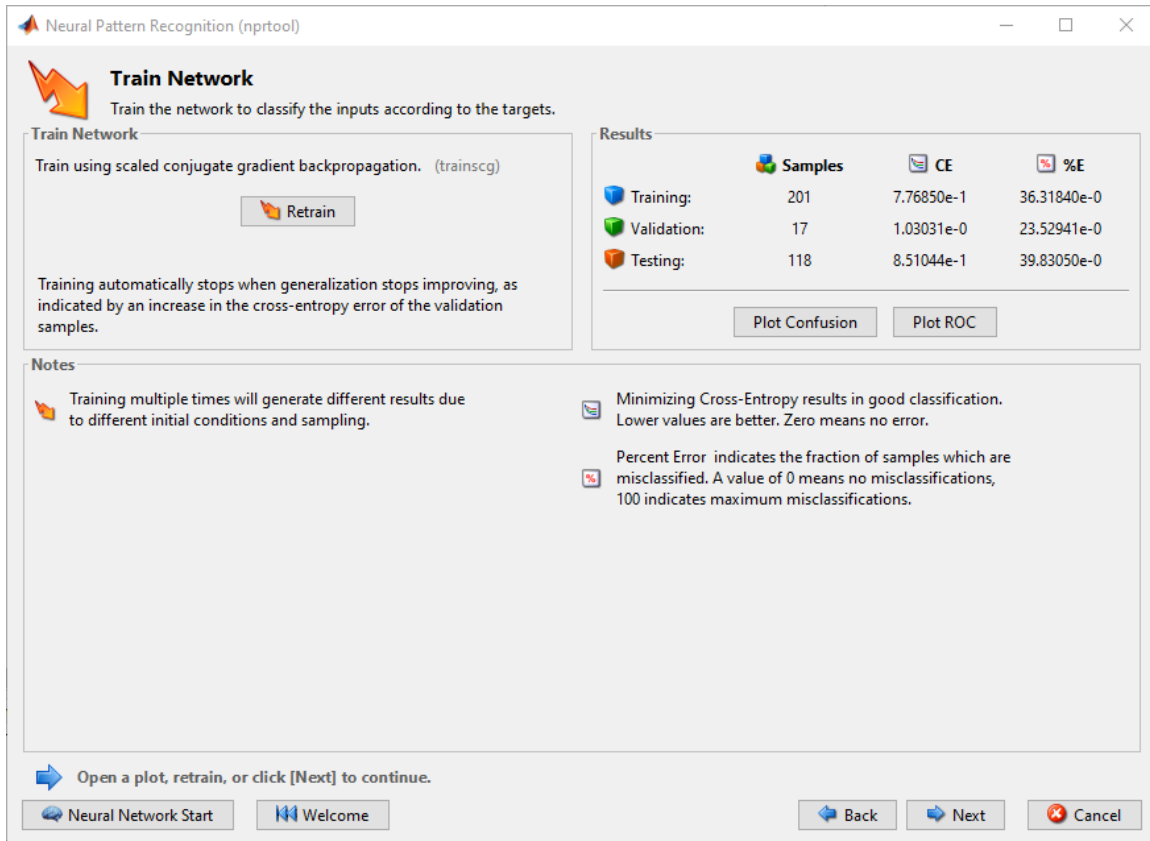 Neural Pattern Recognition (nprtool)
Train Network
Train the network to classify the inputs according to the targets.
Train Network
Train using scaled conjugate gradient backpropagation. (trainscg)
Retrain
Training automatically stops when generalization stops improving, as
indicated by an increase in the cross-entropy error of the validation
samples.
Results
Samples CE %E
Training: 201 7.76850e-1 36.31840e-0
Validation: 17 1.03031e-0 23.52941e-0
Testing: 118 8.51044e-1 39.83050e-0
Plot Confusion Plot ROC
Notes
Training multiple times will generate different results due
to different initial conditions and sampling.
Minimizing Cross-Entropy results in good classification.
Lower values are better. Zero means no error.
Percent Error indicates the fraction of samples which are
misclassified. A value of 0 means no misclassifications,
100 indicates maximum misclassifications.
Open a plot, retrain, or click [Next] to continue.
Neural Network Start Welcome Back Next Cancel